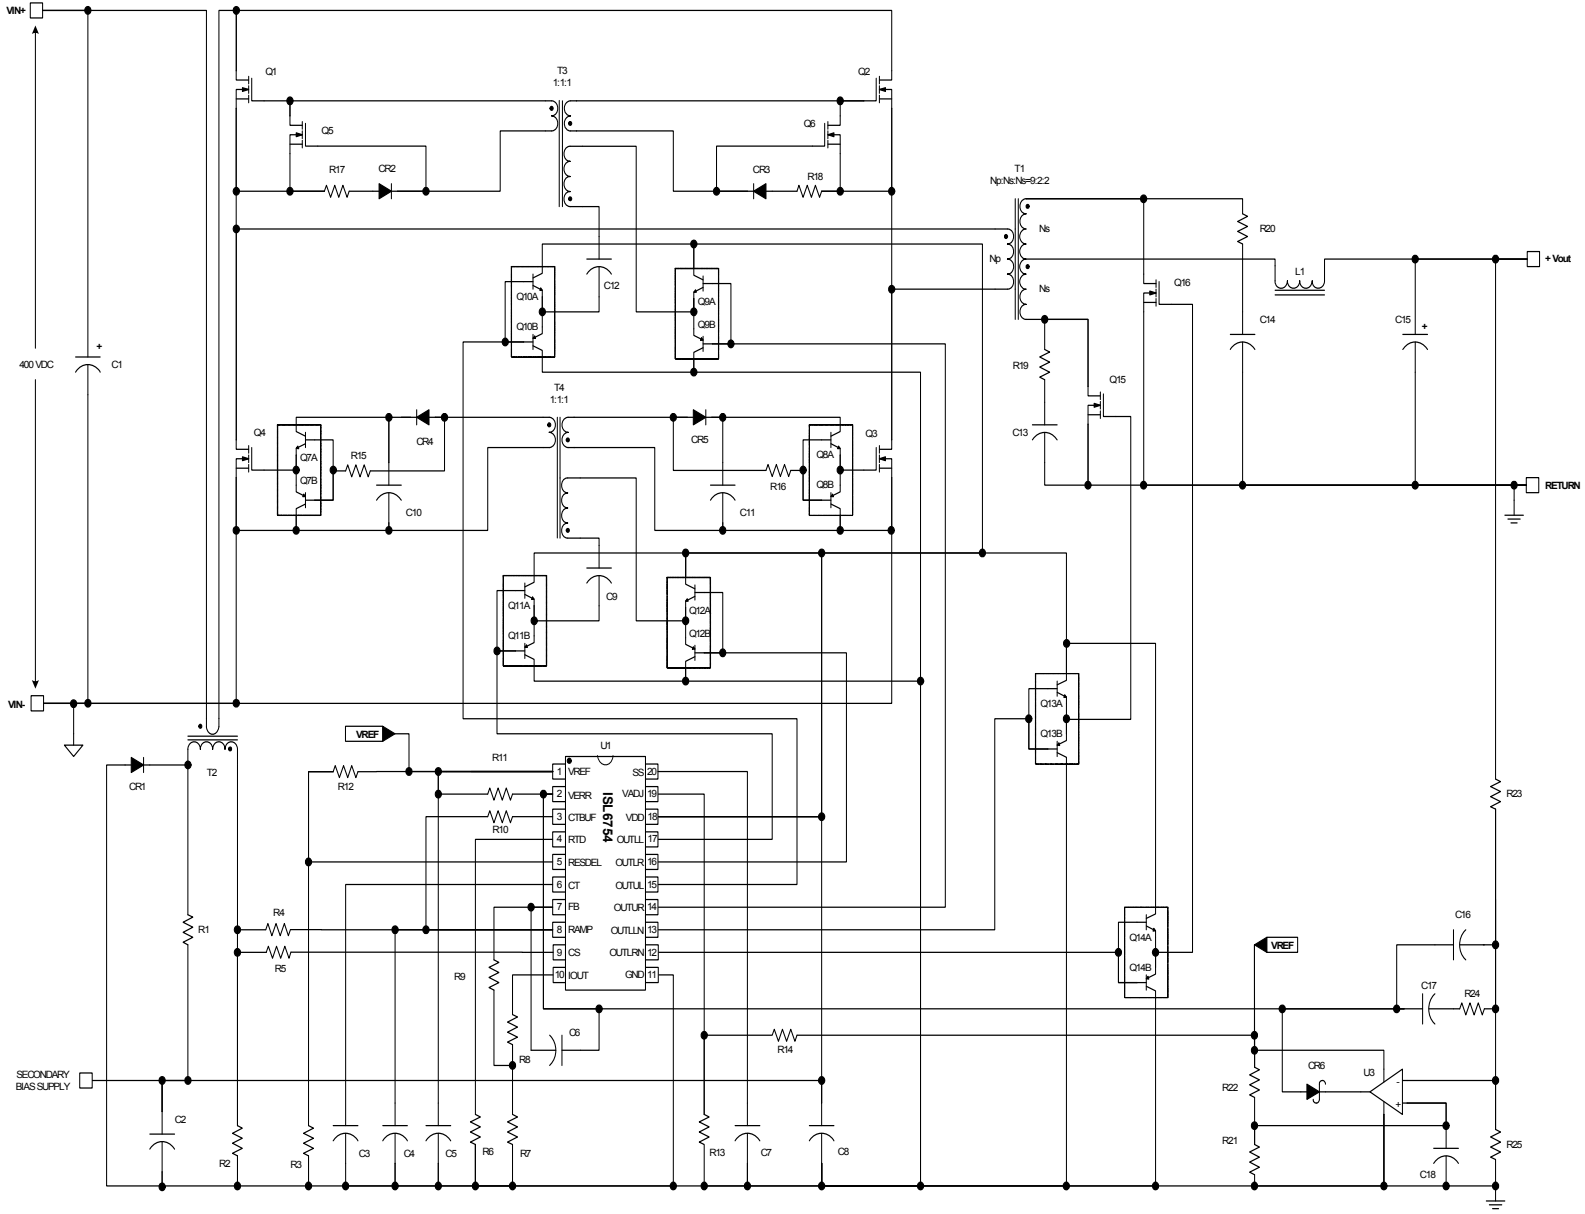 VIN+
Q1
T3
1:1:1
Q2
Q5
Q6
R17
CR2
CR3
R18
T1
Np:Ns:Ns=9:2:2
Ns
R20
Np
+ Vout
L1
Q10A
C12
Q9A
Ns
Q16
Q10B
Q9B
C14
C15
+
+
400 VDC
C1
R19
Q15
T4
1:1:1
Q4
CR4
CR5
Q3
C13
Q7A
R15
Q8A
Q7B
R16
Q8B
RETURN
C10
C11
Q11A
C9
Q12A
Q11B
Q12B
VIN-
Q13A
Q13B
VREF
U1
R11
T2
CR1
R12
1 VREF
SS 20
2 VERR
VADJ 19
R23
3 CTBUF
VDD 18
R10
ISL6754
4 RTD
OUTLL 17
5 RESDEL
OUTLR 16
6 CT
OUTUL 15
7 FB
OUTUR 14
R4
R1
8 RAMP
OUTLLN 13
C16
Q14A
9 CS
OUTLRN 12
VREF
R5
Q14B
R9
10 IOUT
GND 11
C17
R24
C6
R14
R8
SECONDARY
BIAS SUPPLY
CR6
U3
R22
-
+
C2
R21
R2
R3
C3
C4
C5
R6
R7
R13
C7
C8
C18
R25